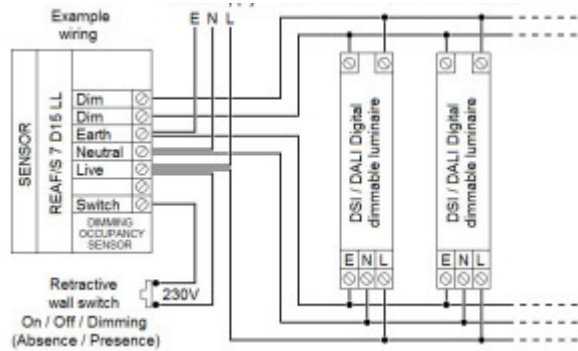 Example
wiring
E N L
SENSOR
REAF/S 7 D15 LL
Dim
Dim
Earth
Neutral
Live
Switch
DIMMING
OCCUPANCY
SENSOR
Retractive
wall switch
On / Off / Dimming
(Absence / Presence)
230V
DSI / DALI Digital
dimmable luminaire
E N L
DSI / DALI Digital
dimmable luminaire
E N L